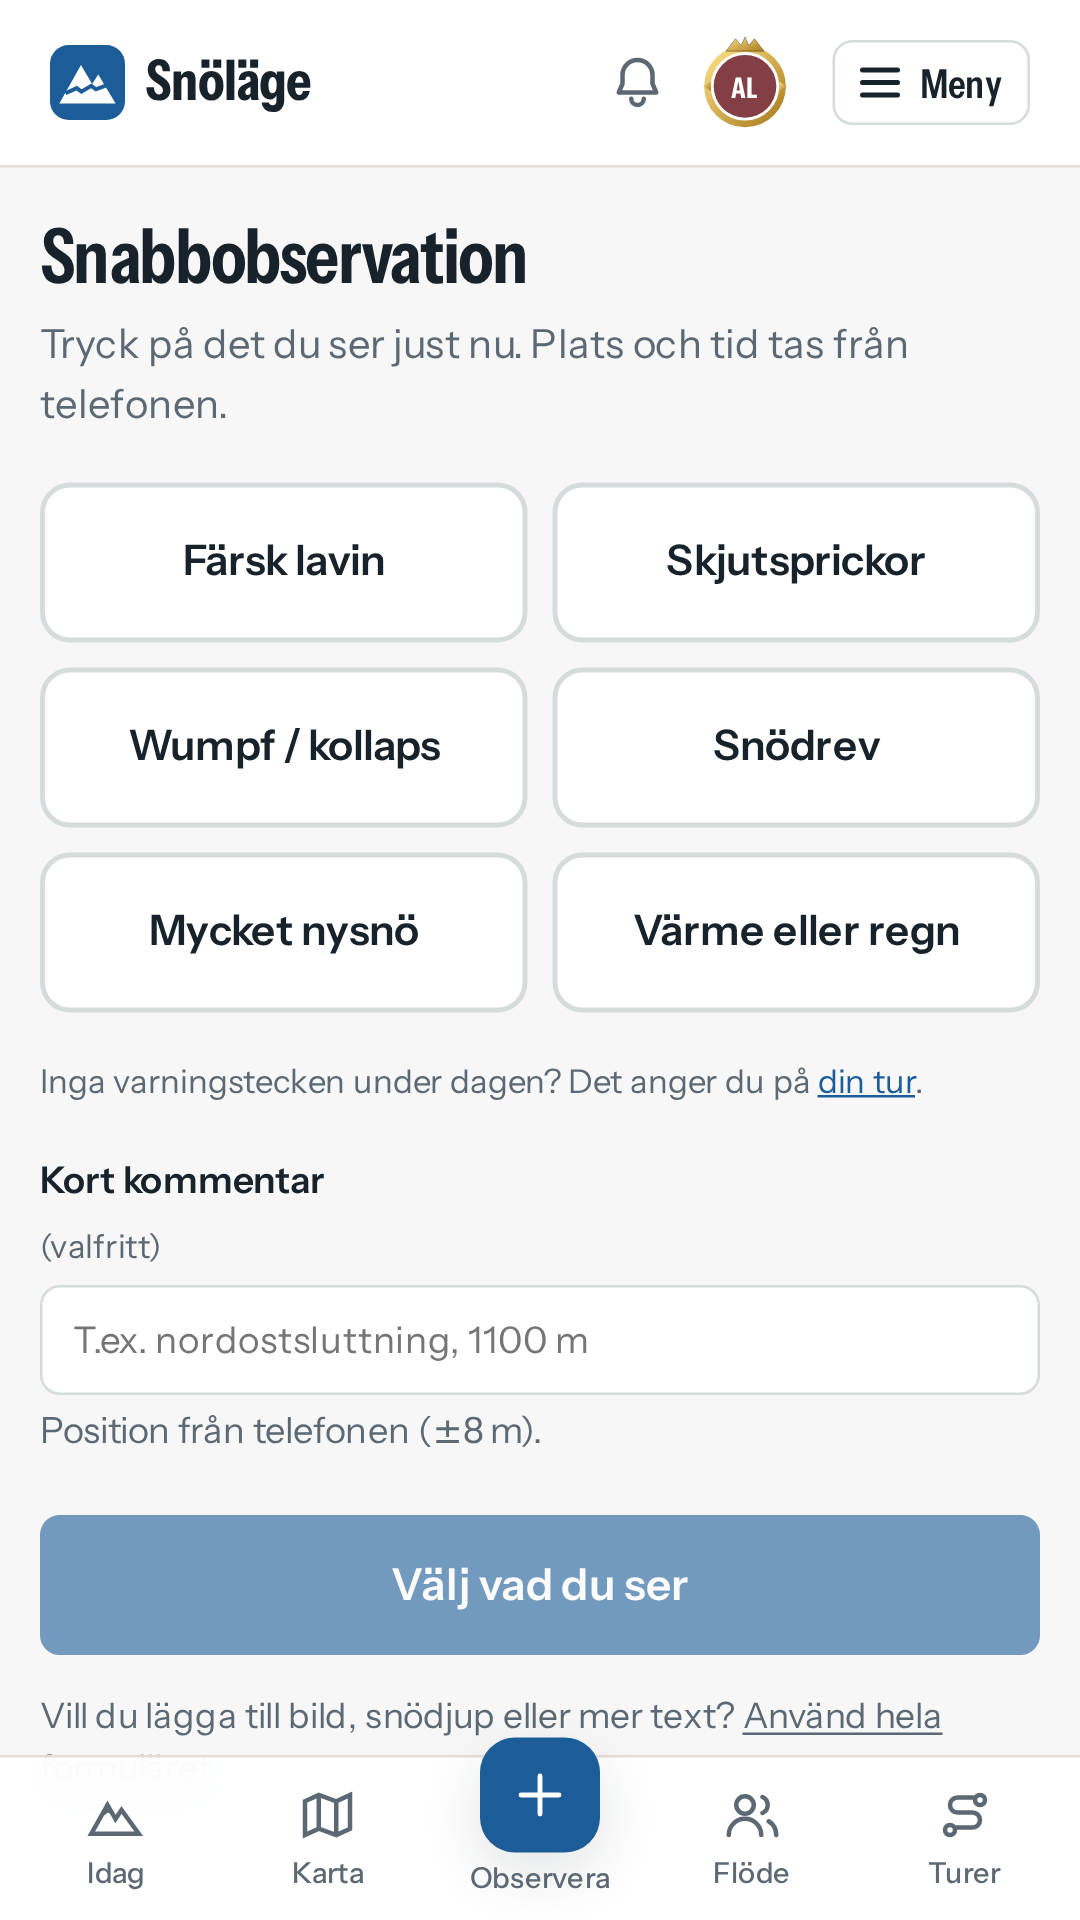 Snöläge
AL
Meny
Snabbobservation
Tryck på det du ser just nu. Plats och tid tas från
telefonen.
Färsk lavin
Skjutsprickor
Wumpf / kollaps
Snödrev
Mycket nysnö
Värme eller regn
Inga varningstecken under dagen? Det anger du på din tur.
Kort kommentar
(valfritt)
T.ex. nordostsluttning, 1100 m
Position från telefonen (±8 m).
Välj vad du ser
Vill du lägga till bild, snödjup eller mer text? Använd hela
formuläret
Idag
Karta
Observera
Flöde
Turer